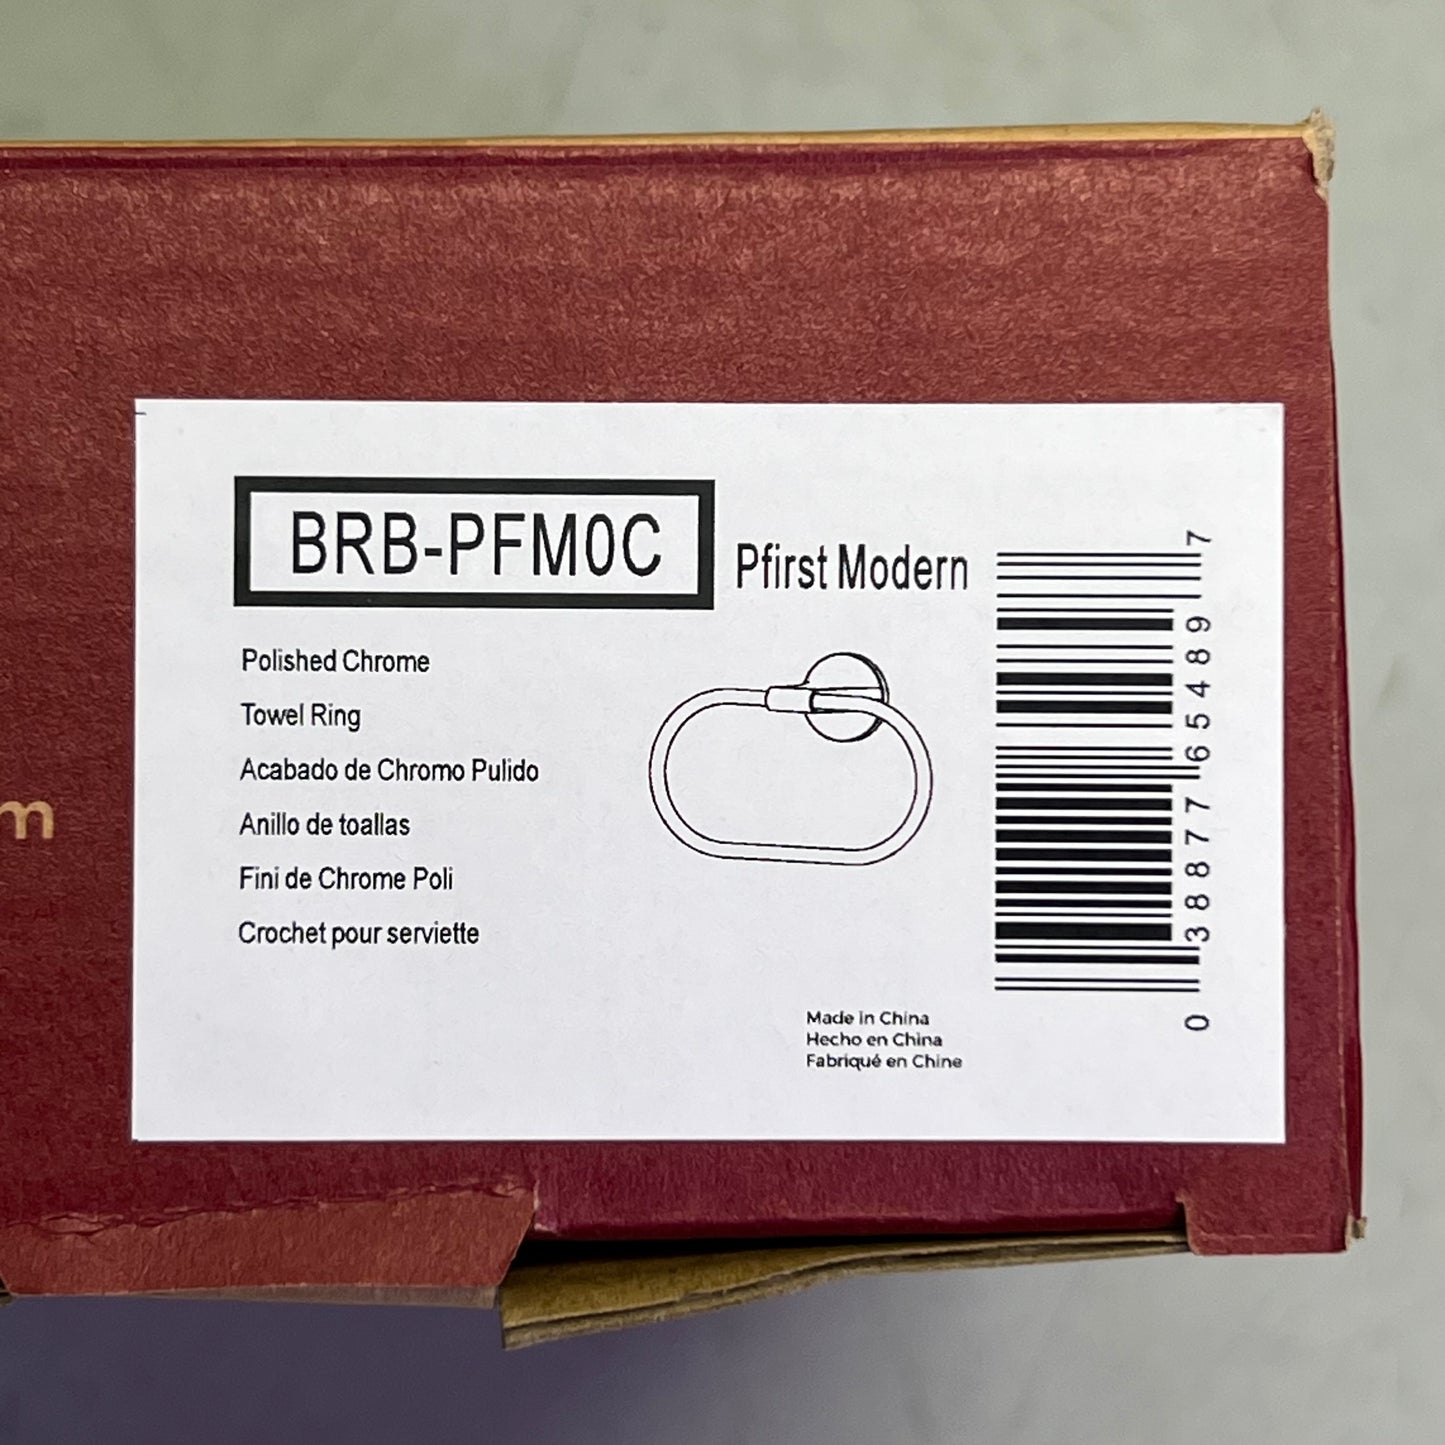 BRB-PFM0C
Pfirst Modern
Polished Chrome
Towel Ring
Acabado de Chromo Pulido
Anillo de toallas
Fini de Chrome Poli
Crochet pour serviette
Made in China
Hecho en China
Fabriqué en Chine
0 38877 65489 7
m